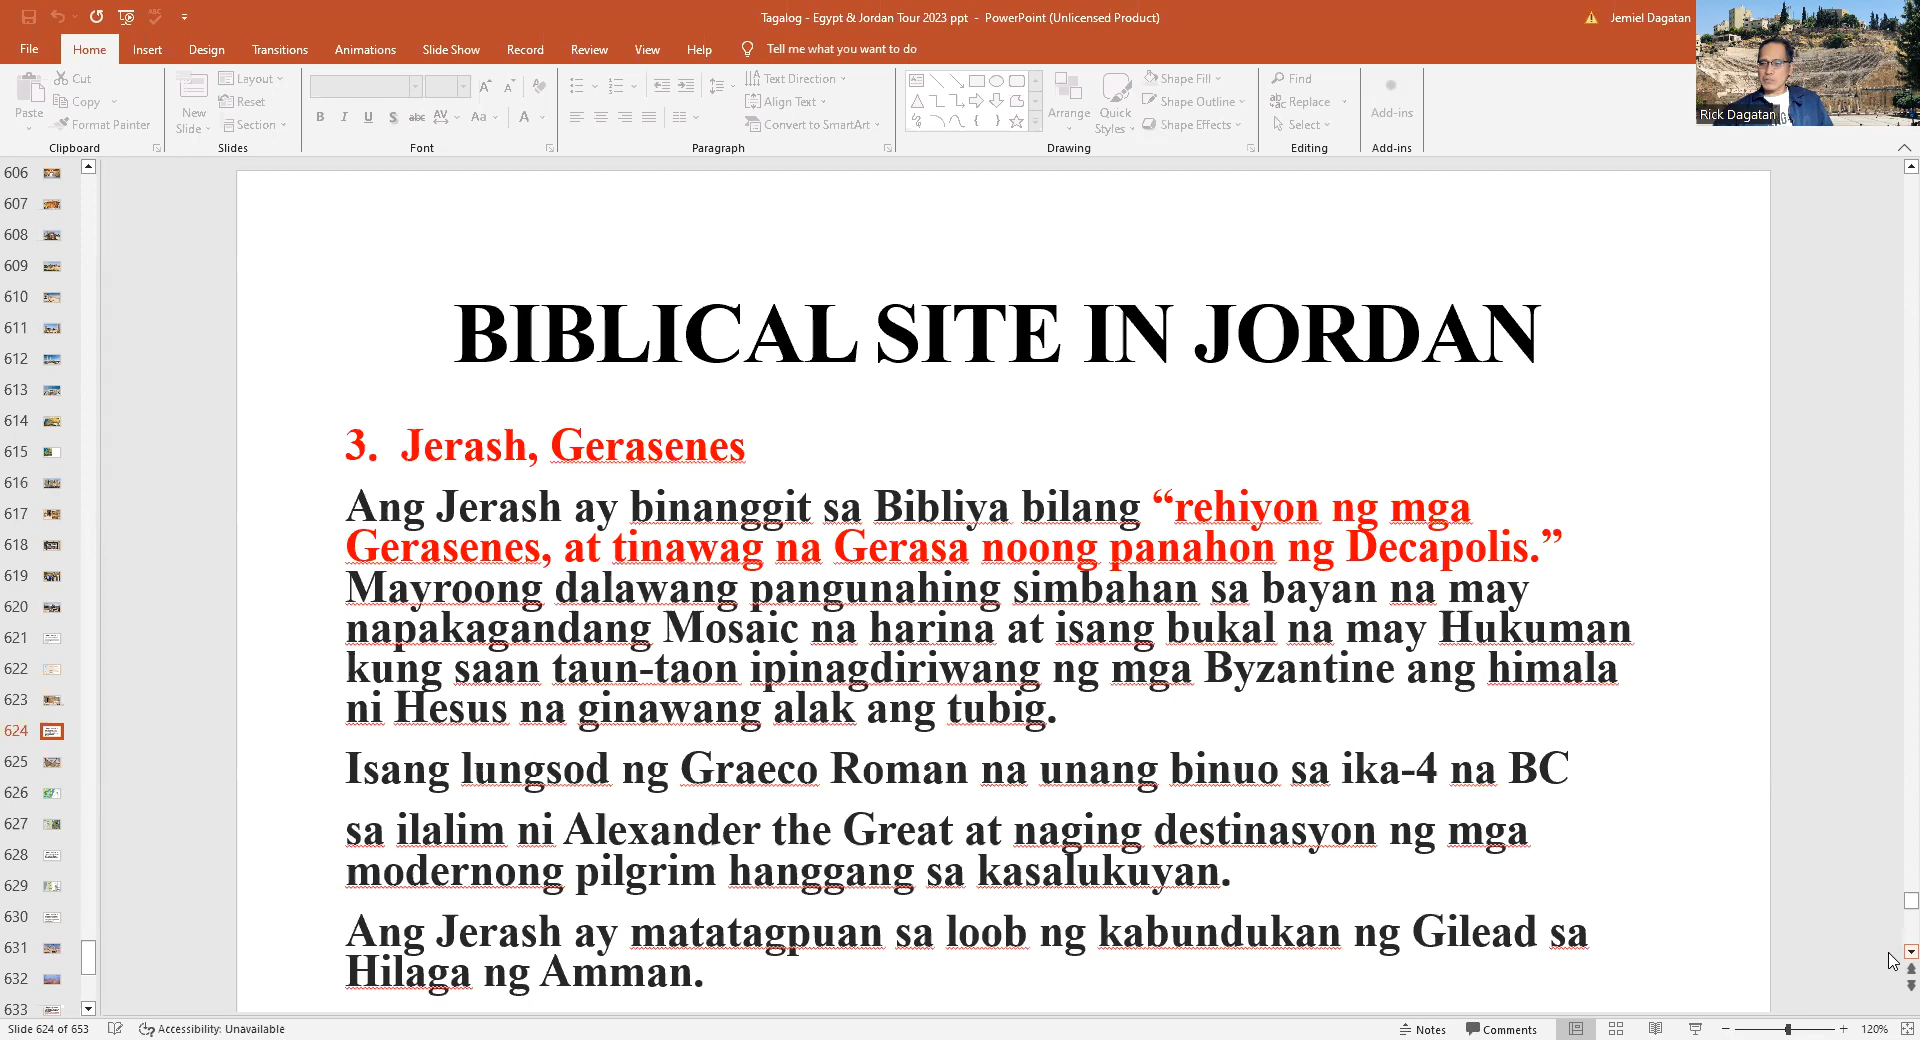 Tagalog - Egypt & Jordan Tour 2023 ppt - PowerPoint (Unlicensed Product)
Jemiel Dagatan
File Home Insert Design Transitions Animations Slide Show Record Review View Help Tell me what you want to do
Paste
Cut
Copy
Format Painter
Clipboard
New Slide
Layout
Reset
Section
Slides
B I U S abc AV Aa A
Font
Text Direction
Align Text
Convert to SmartArt
Paragraph
Arrange
Quick Styles
Shape Fill
Shape Outline
Shape Effects
Drawing
Find
Replace
Select
Editing
Add-ins
Add-ins
Rick Dagatan
606
607
608
609
610
611
612
613
614
615
616
617
618
619
620
621
622
623
624
625
626
627
628
629
630
631
632
633
BIBLICAL SITE IN JORDAN
3. Jerash, Gerasenes
Ang Jerash ay binanggit sa Bibliya bilang “rehiyon ng mga
Gerasenes, at tinawag na Gerasa noong panahon ng Decapolis.”
Mayroong dalawang pangunahing simbahan sa bayan na may
napakagandang Mosaic na harina at isang bukal na may Hukuman
kung saan taun-taon ipinagdiriwang ng mga Byzantine ang himala
ni Hesus na ginawang alak ang tubig.
Isang lungsod ng Graeco Roman na unang binuo sa ika-4 na BC
sa ilalim ni Alexander the Great at naging destinasyon ng mga
modernong pilgrim hanggang sa kasalukuyan.
Ang Jerash ay matatagpuan sa loob ng kabundukan ng Gilead sa
Hilaga ng Amman.
Slide 624 of 653 Accessibility: Unavailable Notes Comments 120%